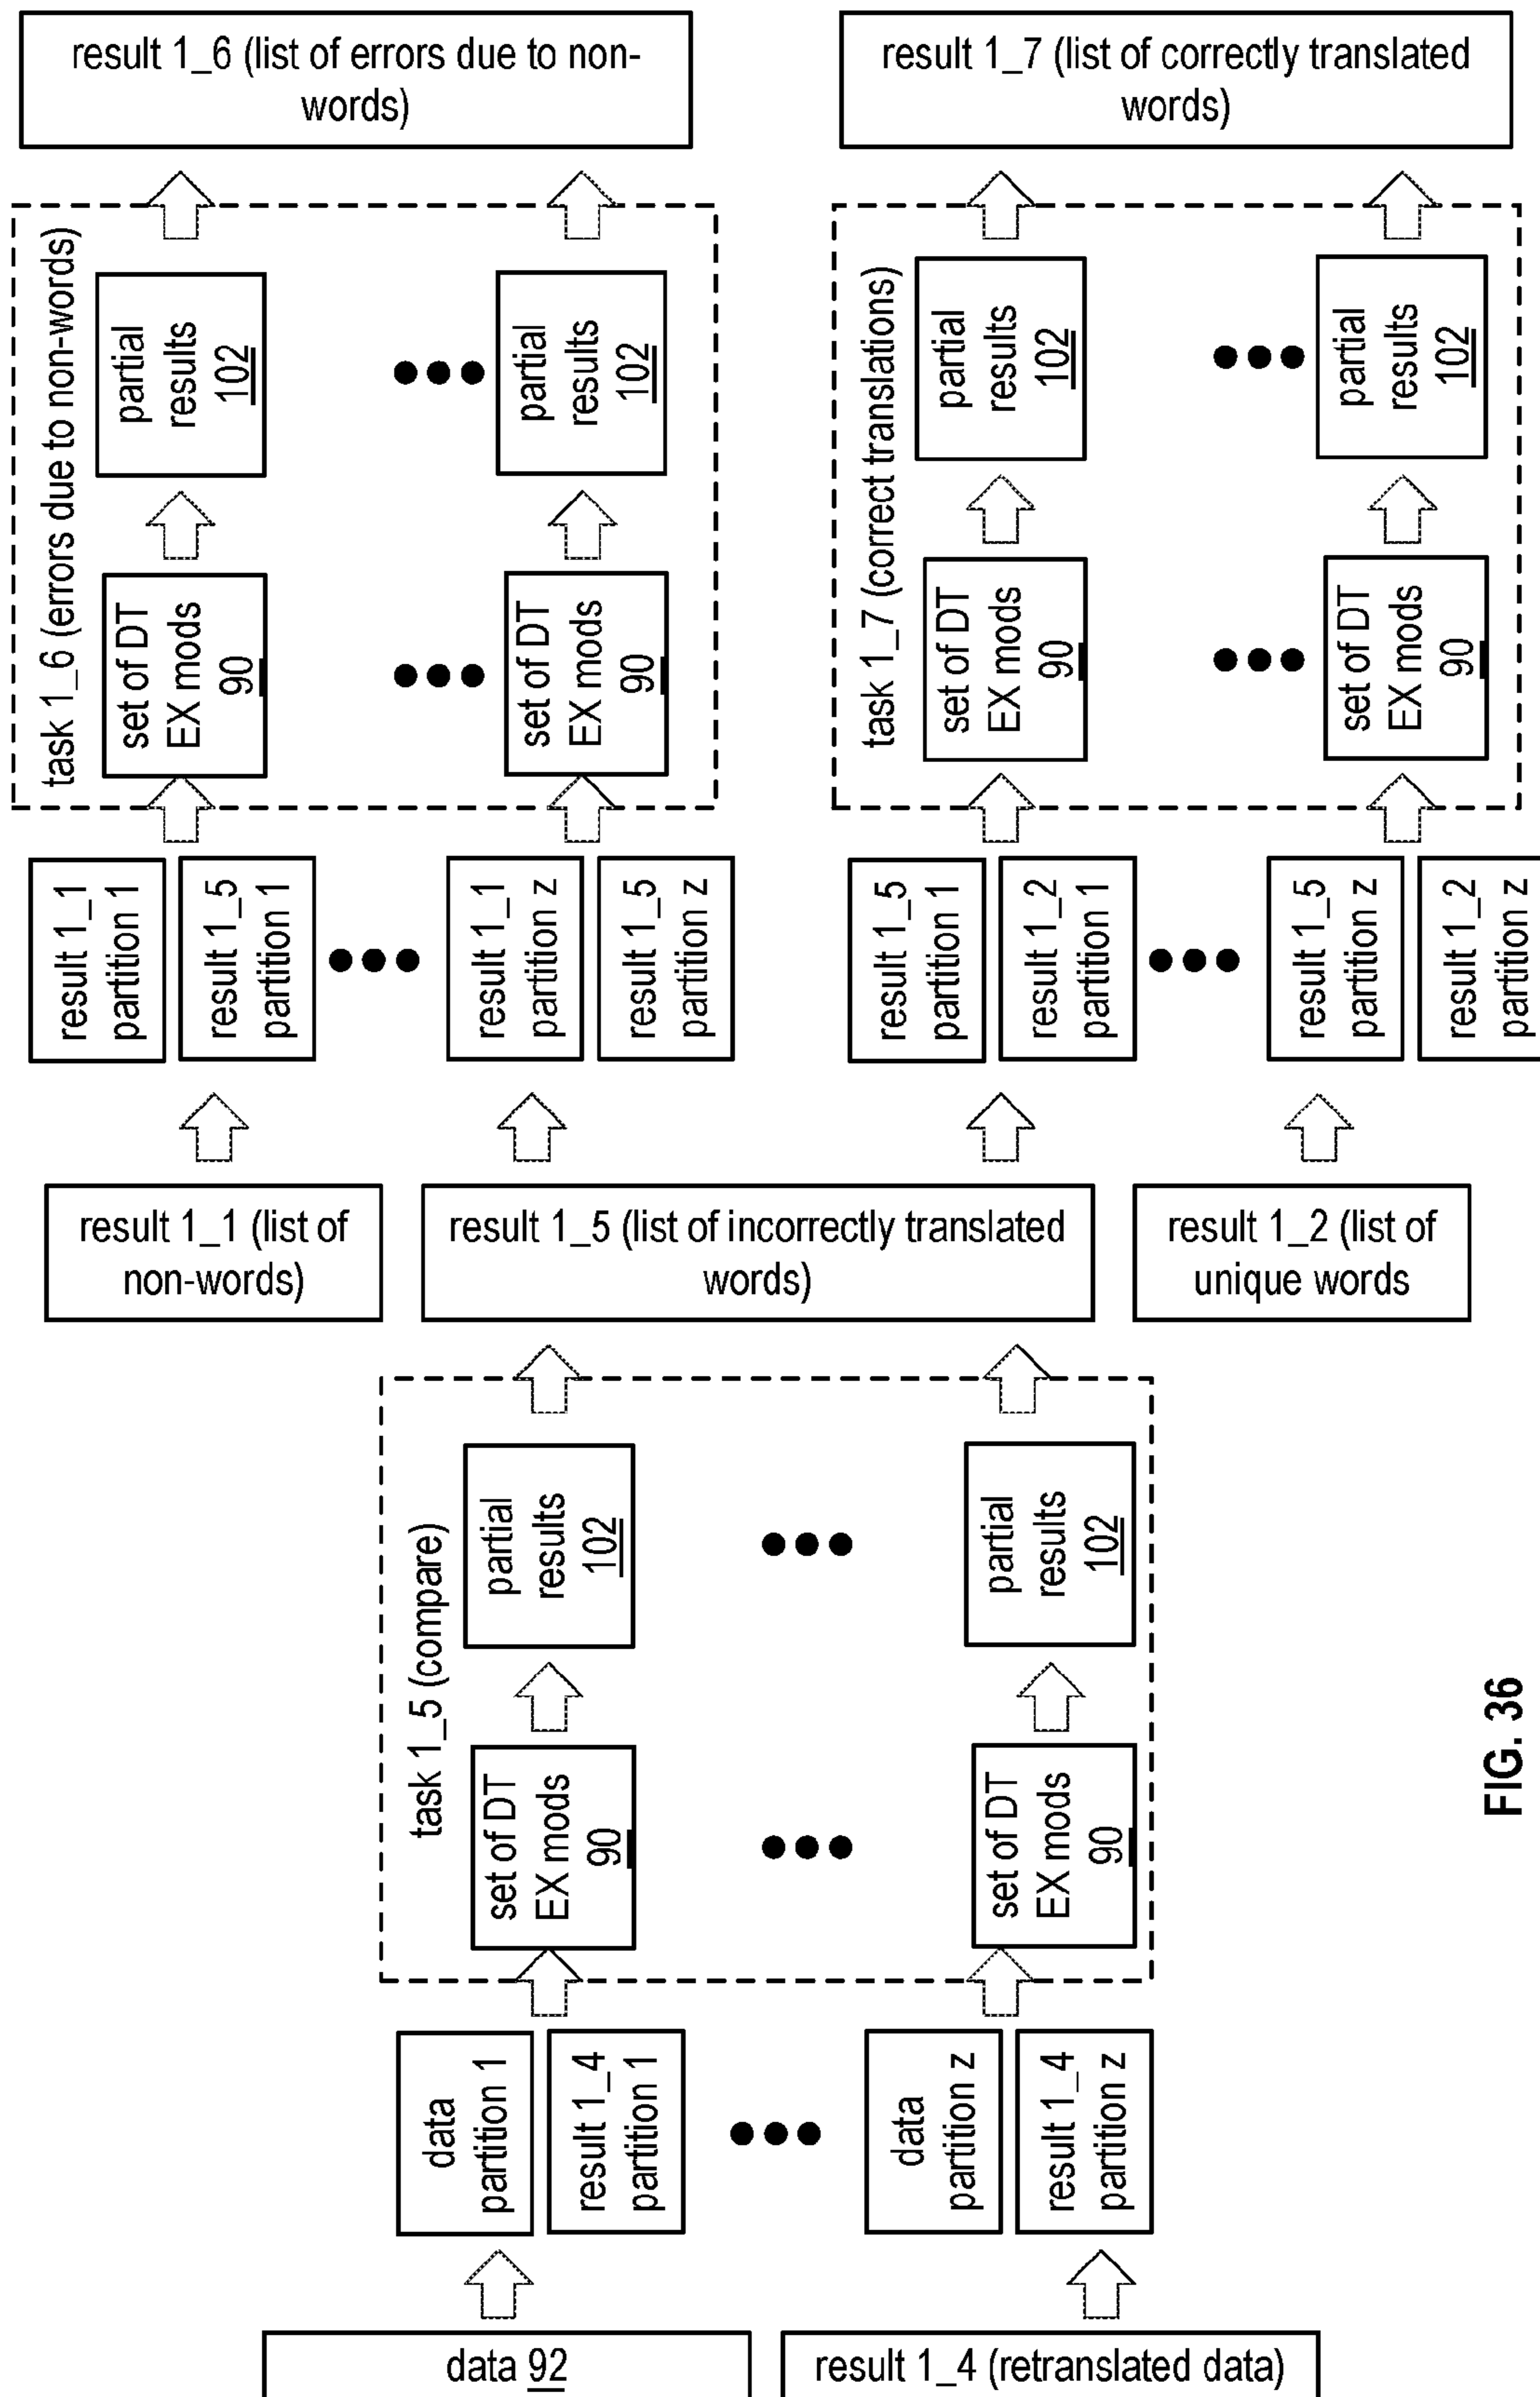 result 1_6 (list of errors due to non-
words)
result 1_7 (list of correctly translated
words)
task 1_6 (errors due to non-words)
partial
results
102
partial
results
102
set of DT
EX mods
90
set of DT
EX mods
90
task 1_7 (correct translations)
partial
results
102
partial
results
102
set of DT
EX mods
90
set of DT
EX mods
90
result 1_1
partition 1
result 1_5
partition 1
result 1_1
partition z
result 1_5
partition z
result 1_5
partition 1
result 1_2
partition 1
result 1_5
partition z
result 1_2
partition z
result 1_1 (list of
non-words)
result 1_5 (list of incorrectly translated
words)
result 1_2 (list of
unique words
task 1_5 (compare)
partial
results
102
partial
results
102
set of DT
EX mods
90
set of DT
EX mods
90
data
partition 1
result 1_4
partition 1
data
partition z
result 1_4
partition z
data 92
result 1_4 (retranslated data)
FIG. 36